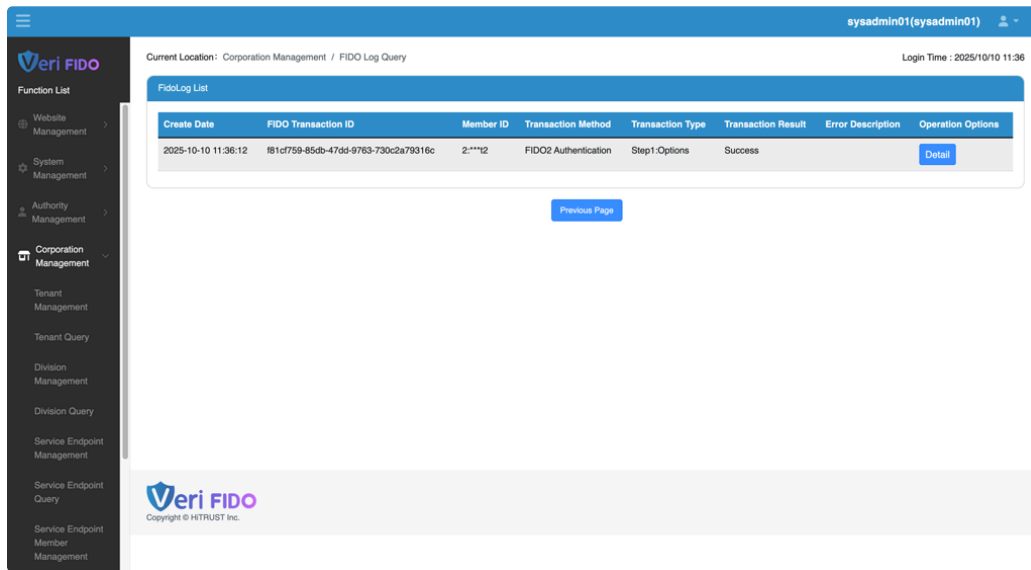 sysadmin01(sysadmin01)
Veri FIDO
Function List
Website
Management
System
Management
Authority
Management
Corporation
Management
Tenant
Management
Tenant Query
Division
Management
Division Query
Service Endpoint
Management
Service Endpoint
Query
Service Endpoint
Member
Management
Current Location： Corporation Management / FIDO Log Query
Login Time : 2025/10/10 11:36
FidoLog List
Create Date FIDO Transaction ID Member ID Transaction Method Transaction Type Transaction Result Error Description Operation Options
2025-10-10 11:36:12 f81cf759-85db-47dd-9763-730c2a79316c 2:***t2 FIDO2 Authentication Step1:Options Success Detail
Previous Page
Veri FIDO
Copyright © HiTRUST Inc.